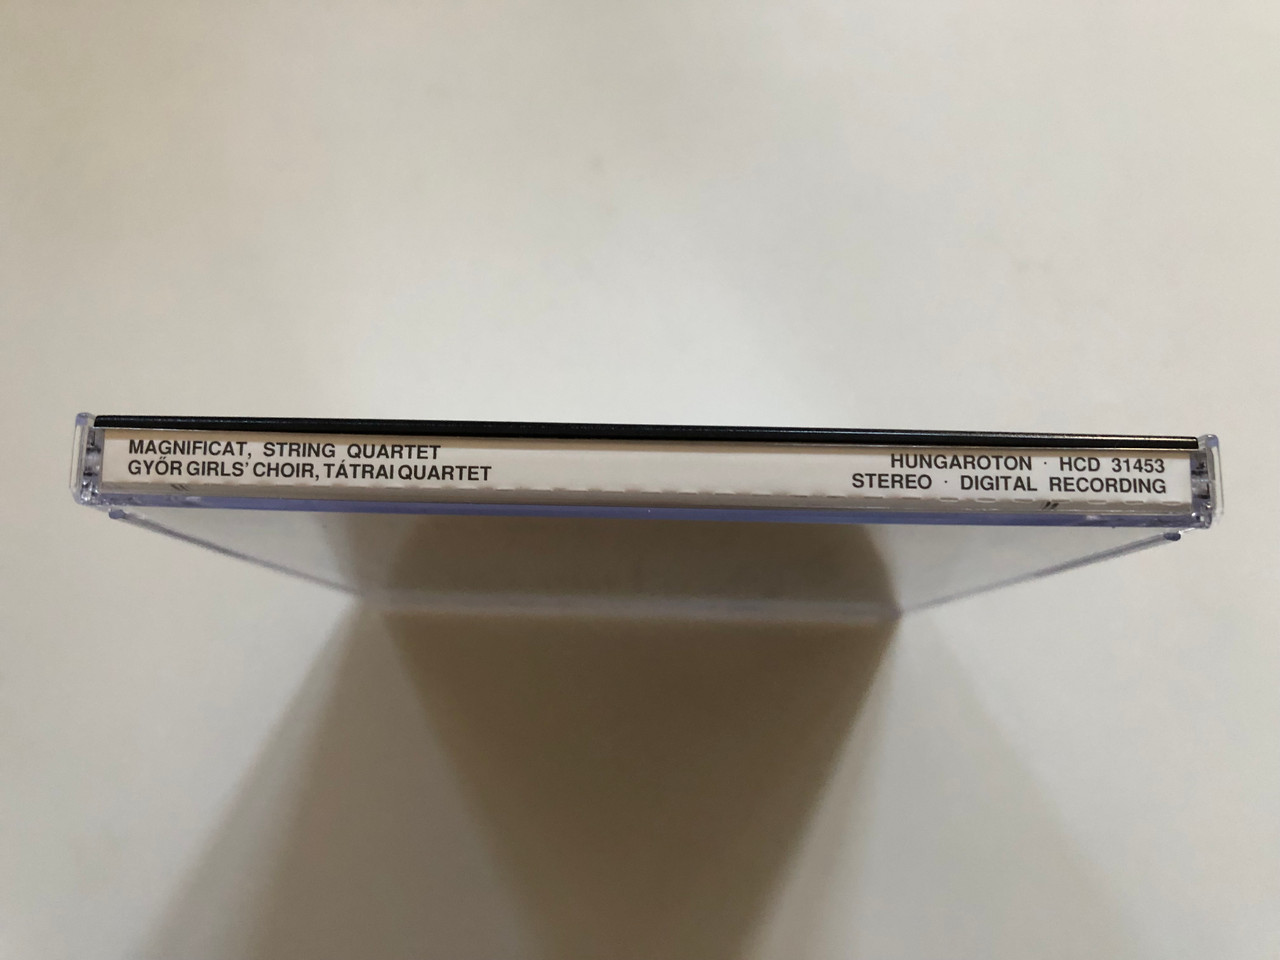 MAGNIFICAT, STRING QUARTET
GYŐR GIRLS' CHOIR, TÁTRAI QUARTET
HUNGAROTON · HCD 31453
STEREO · DIGITAL RECORDING